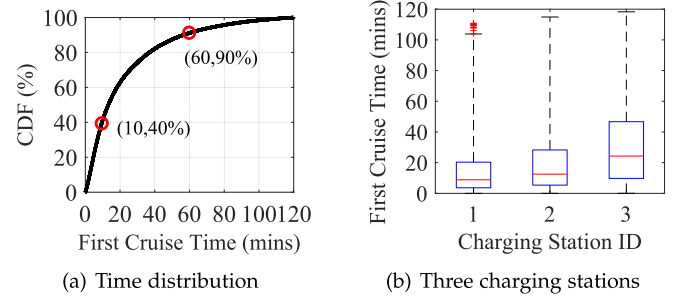 100
80
60
40
20
0
CDF (%)
(60,90%)
(10,40%)
0 20 40 60 80 100120
First Cruise Time (mins)
(a) Time distribution
120
100
80
60
40
20
0
First Cruise Time (mins)
1 2 3
Charging Station ID
(b) Three charging stations